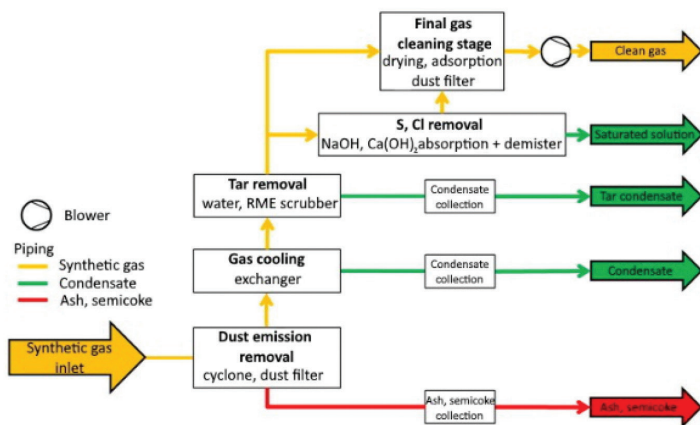 Final gas
cleaning stage
drying, adsorption
dust filter
Clean gas
S, Cl removal
NaOH, Ca(OH)₂absorption + demister
Saturated solution
Tar removal
water, RME scrubber
Condensate
collection
Tar condensate
Blower
Piping
Synthetic gas
Condensate
Ash, semicoke
Gas cooling
exchanger
Condensate
collection
Condensate
Synthetic gas
inlet
Dust emission
removal
cyclone, dust filter
Ash, semicoke
collection
Ash, semicoke